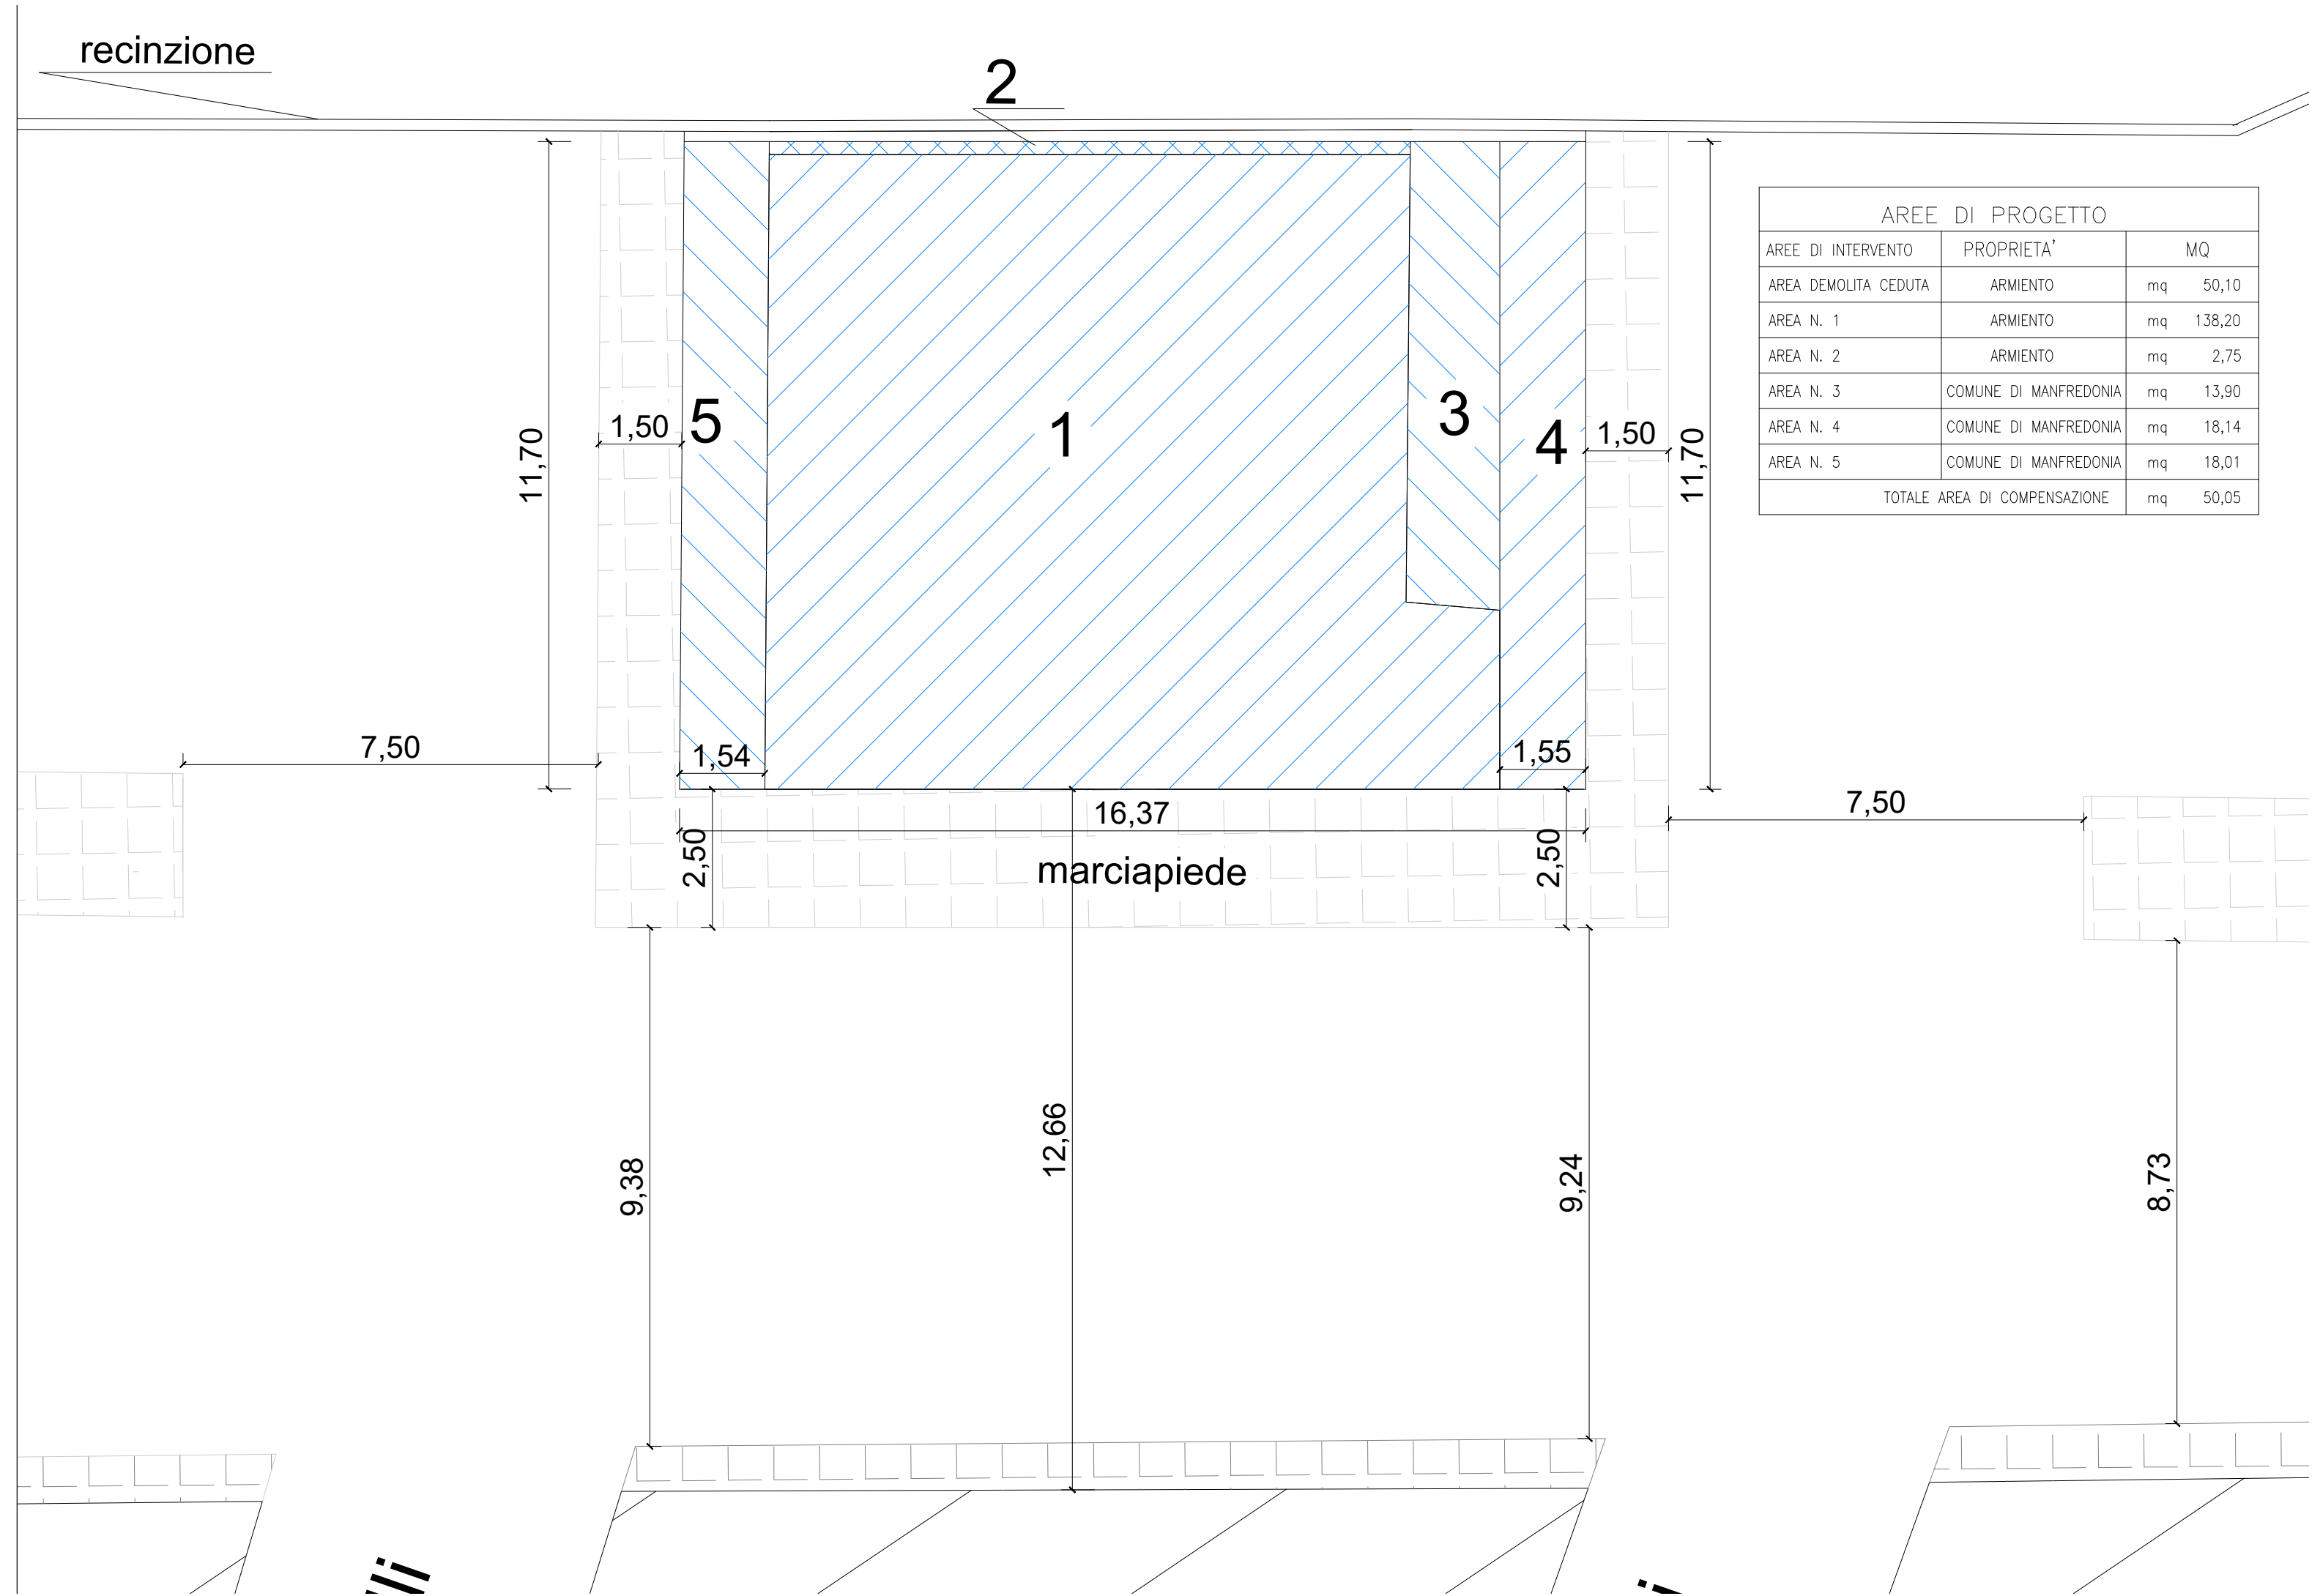 recinzione
2
AREE DI PROGETTO
AREE DI INTERVENTO PROPRIETA' MQ
AREA DEMOLITA CEDUTA ARMIENTO mq 50,10
AREA N. 1 ARMIENTO mq 138,20
AREA N. 2 ARMIENTO mq 2,75
AREA N. 3 COMUNE DI MANFREDONIA mq 13,90
AREA N. 4 COMUNE DI MANFREDONIA mq 18,14
AREA N. 5 COMUNE DI MANFREDONIA mq 18,01
TOTALE AREA DI COMPENSAZIONE mq 50,05
11,70
1,50
5
1
3
4
1,50
11,70
7,50
1,54
1,55
7,50
16,37
2,50
2,50
marciapiede
9,38
12,66
9,24
8,73